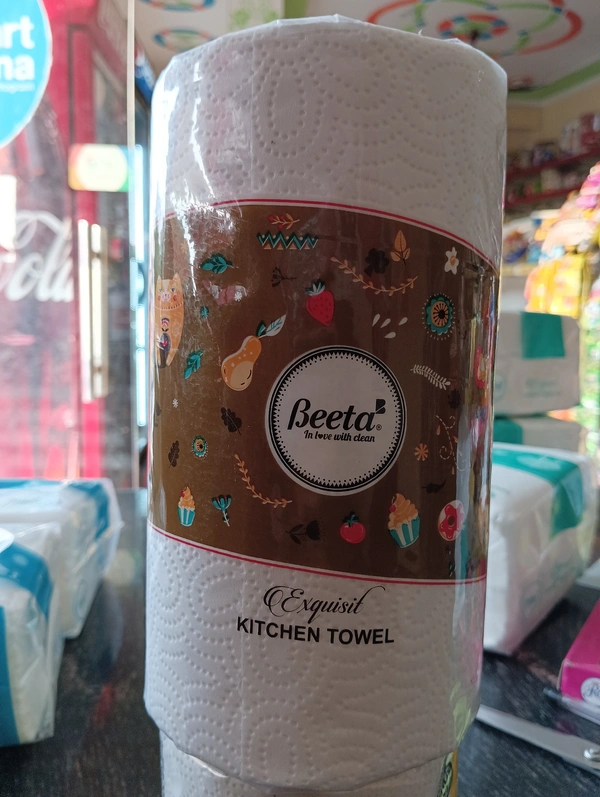 Beeta®
In love with clean
Exquisit
KITCHEN TOWEL